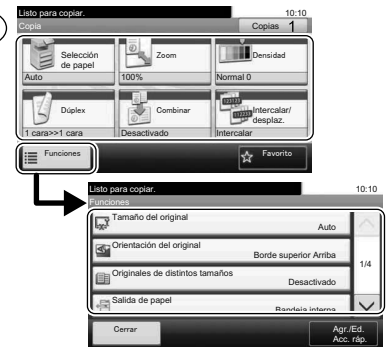 Listo para copiar. 10:10
Copia Copias 1
Selección
de papel
Auto
Zoom
100%
Densidad
Normal 0
Dúplex
1 cara>>1 cara
Combinar
Desactivado
Intercalar/
desplaz.
Intercalar
Funciones Favorito
Listo para copiar. 10:10
Funciones
Tamaño del original
Auto
Orientación del original
Borde superior Arriba
1/4
Originales de distintos tamaños
Desactivado
Salida de papel
Bandeja interna
Cerrar
Agr./Ed.
Acc. ráp.